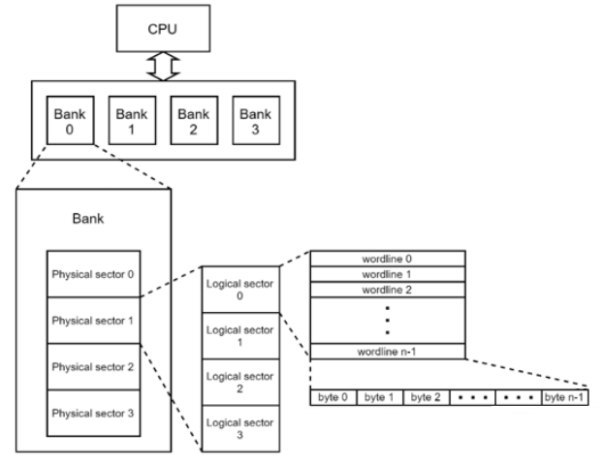 CPU
Bank
0
Bank
1
Bank
2
Bank
3
Bank
Physical sector 0
Physical sector 1
Physical sector 2
Physical sector 3
Logical sector
0
Logical sector
1
Logical sector
2
Logical sector
3
wordline 0
wordline 1
wordline 2
wordline n-1
byte 0
byte 1
byte 2
byte n-1